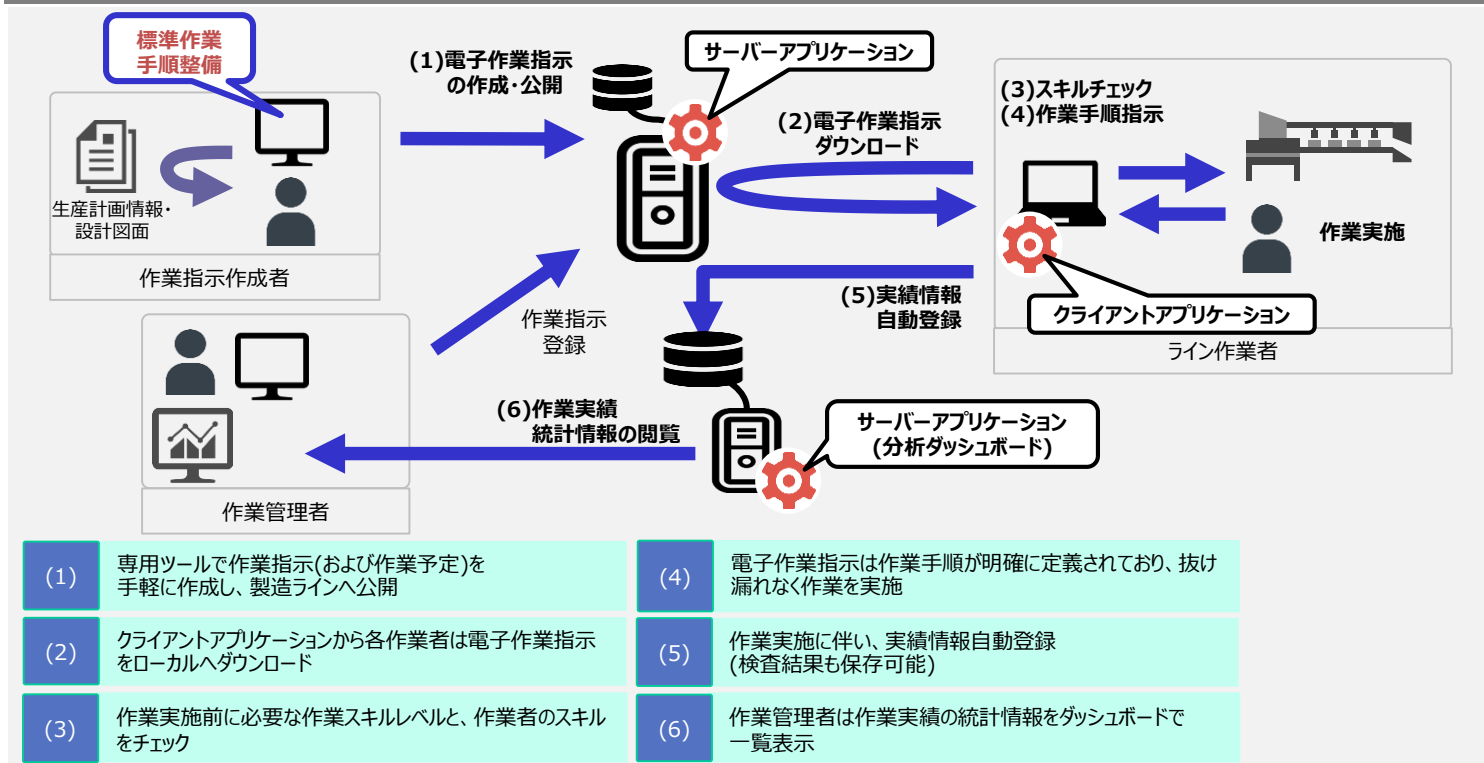 標準作業
手順整備
(1)電子作業指示
の作成・公開
サーバーアプリケーション
(2)電子作業指示
ダウンロード
(3)スキルチェック
(4)作業手順指示
生産計画情報・
設計図面
作業指示作成者
作業実施
クライアントアプリケーション
ライン作業者
(5)実績情報
自動登録
作業指示
登録
(6)作業実績
統計情報の閲覧
サーバーアプリケーション
(分析ダッシュボード)
作業管理者
(1)
専用ツールで作業指示(および作業予定)を
手軽に作成し、製造ラインへ公開
(2)
クライアントアプリケーションから各作業者は電子作業指示
をローカルへダウンロード
(3)
作業実施前に必要な作業スキルレベルと、作業者のスキル
をチェック
(4)
電子作業指示は作業手順が明確に定義されており、抜け
漏れなく作業を実施
(5)
作業実施に伴い、実績情報自動登録
(検査結果も保存可能)
(6)
作業管理者は作業実績の統計情報をダッシュボードで
一覧表示